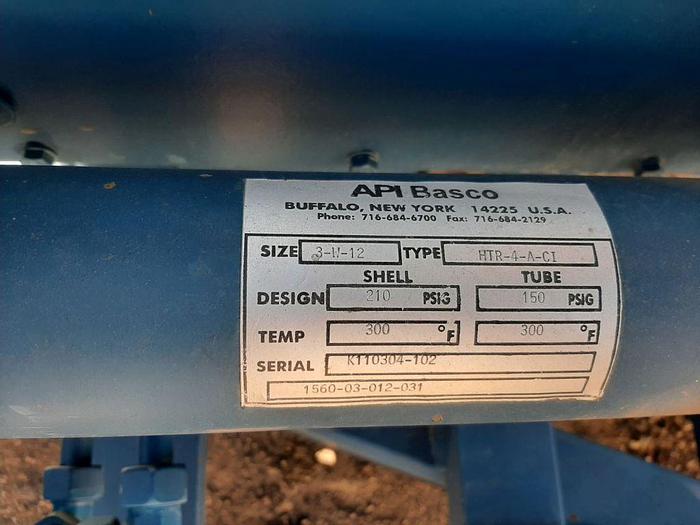 API Basco
BUFFALO, NEW YORK 14225 U.S.A.
Phone: 716-684-6700 Fax: 716-684-2129
SIZE 3-W-12 TYPE HTR-4-A-CI
SHELL TUBE
DESIGN 210 PSIG 150 PSIG
TEMP 300 °F 300 °F
SERIAL K110304-102
1560-03-012-031